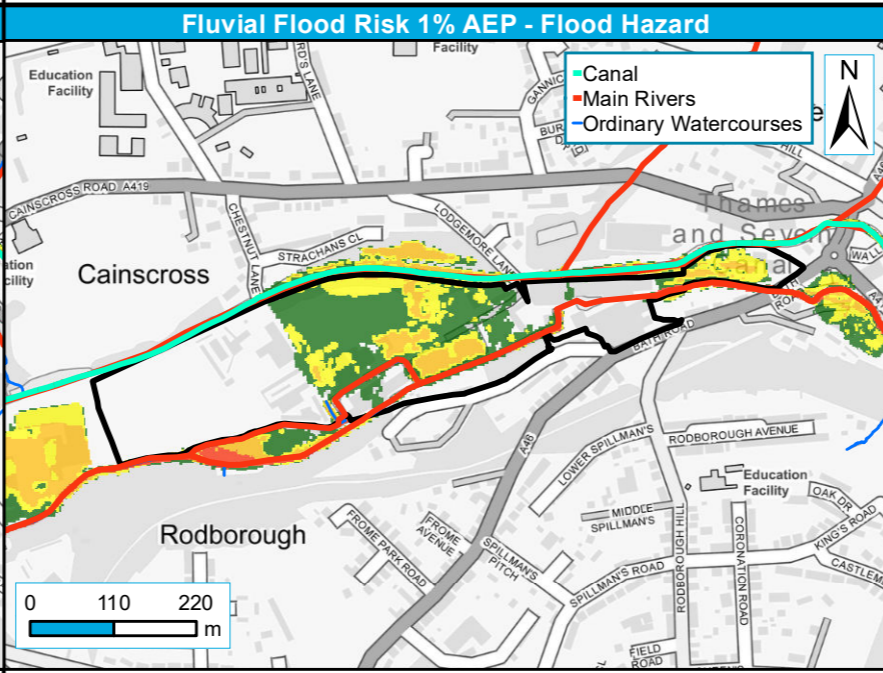 Fluvial Flood Risk 1% AEP - Flood Hazard
Canal
Main Rivers
Ordinary Watercourses
N
Education
Facility
Facility
CAINSCROSS ROAD A419
CHESTNUT LANE
STRACHANS CL
LODGEMORE LANE
HILL
Thames
and Severn
Canal
Cainscross
BATH ROAD
A46
LOWER SPILLMAN'S
RODBOROUGH AVENUE
Education
Facility
OAK DR
KING'S ROAD
MIDDLE
SPILLMAN'S
Rodborough
FROME
AVENUE
FROME PARK ROAD
SPILLMAN'S
PITCH
SPILLMAN'S ROAD
RODBOROUGH HILL
CORONATION ROAD
FIELD
ROAD
0 110 220
m